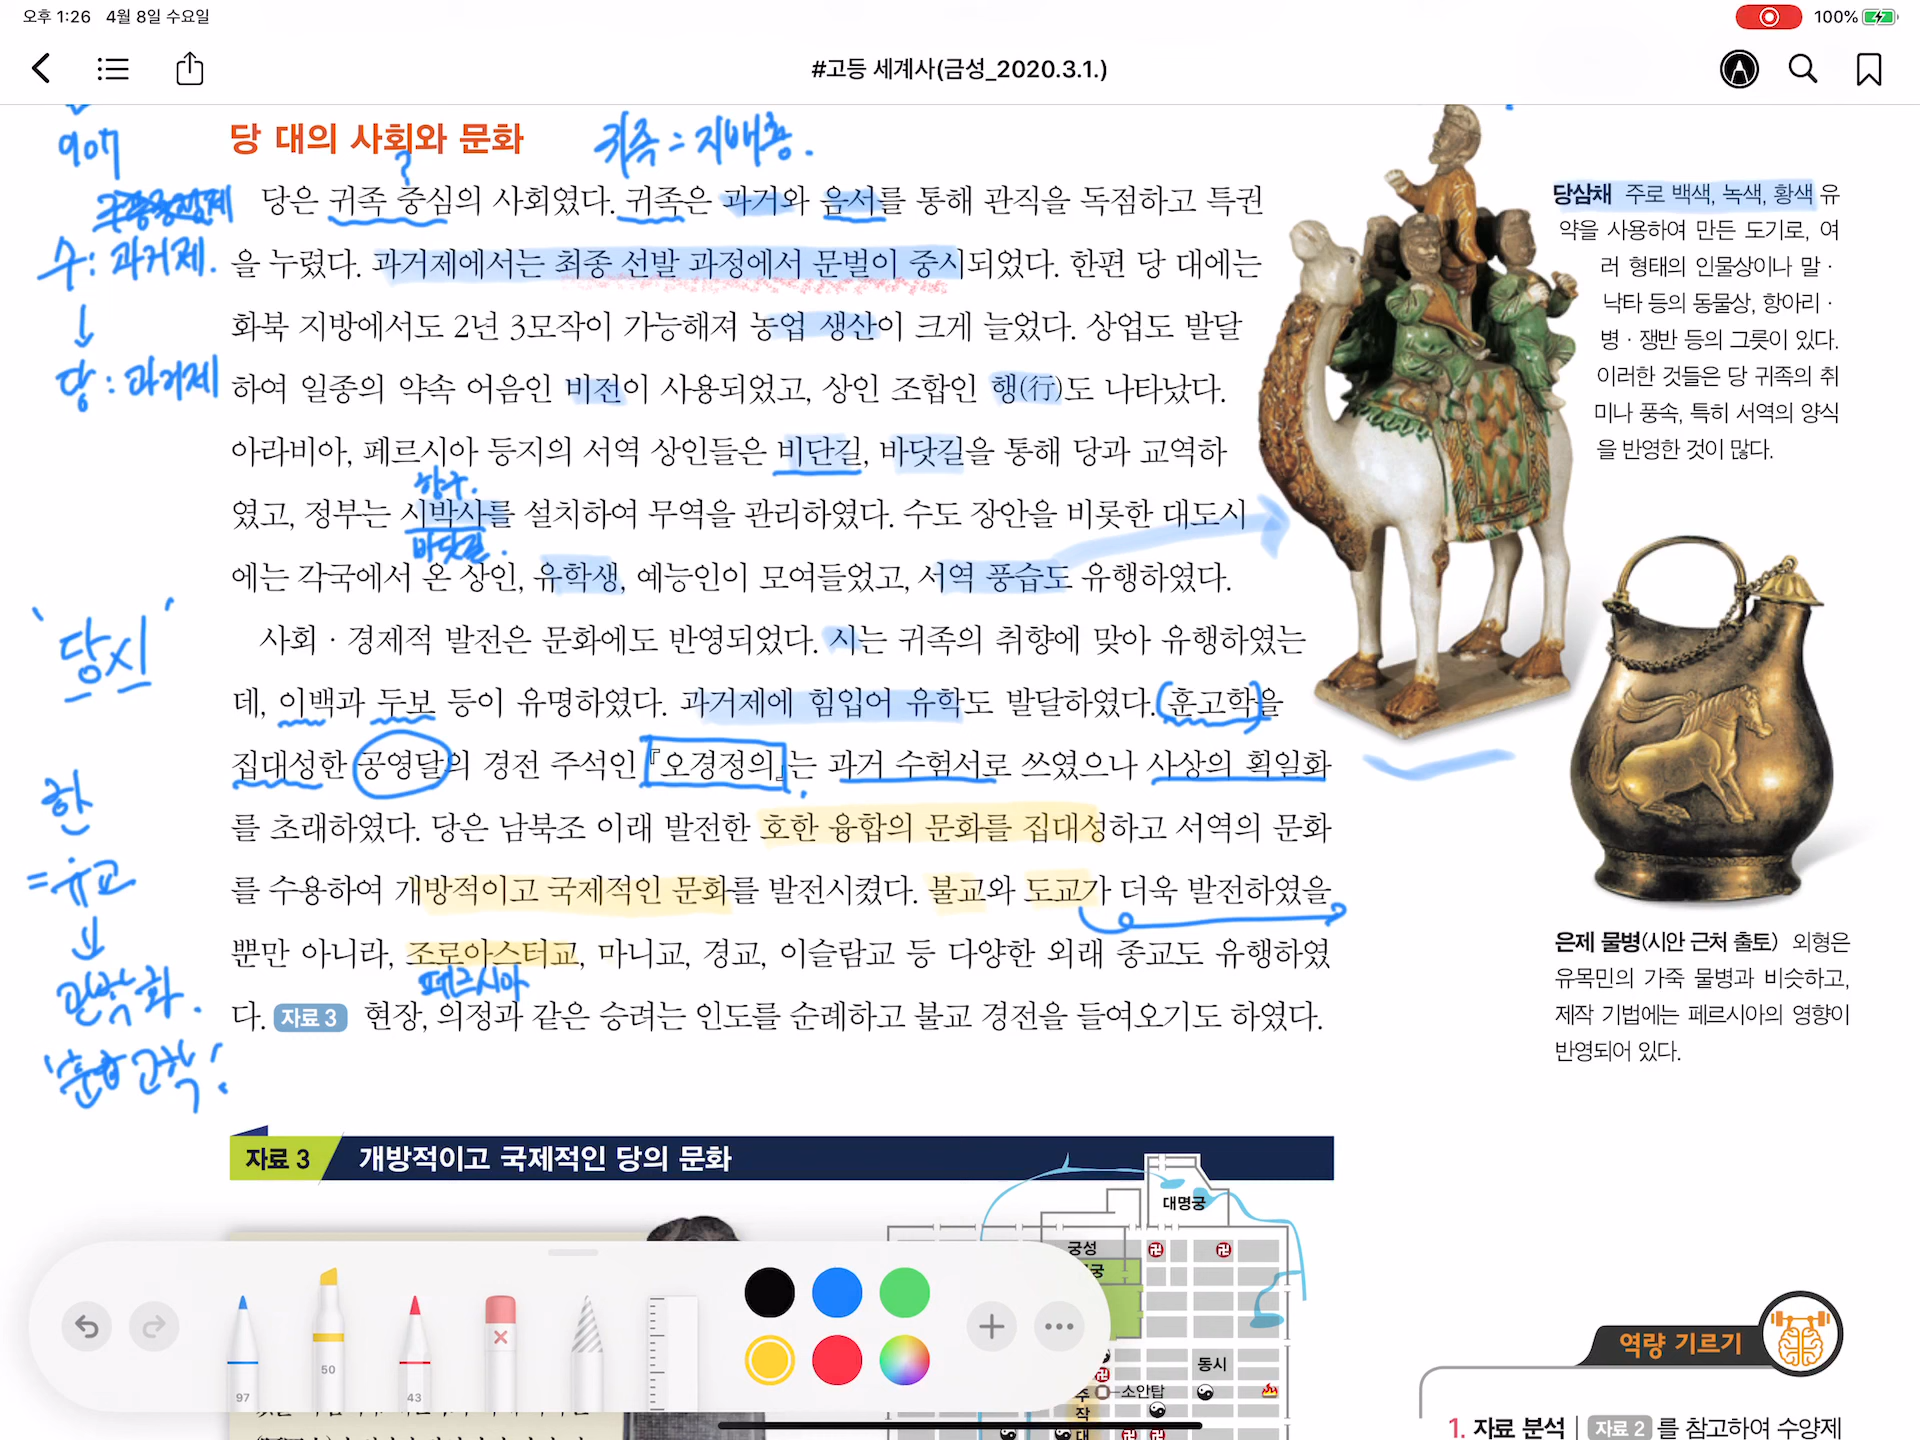 오후 1:26 4월 8일 수요일
100%
#고등 세계사(금성_2020.3.1.)
907
당 대의 사회와 문화
귀족 = 지배층.
?
수: 과거제.
↓
당: 과거제
당은 귀족 중심의 사회였다. 귀족은 과거와 음서를 통해 관직을 독점하고 특권
을 누렸다. 과거제에서는 최종 선발 과정에서 문벌이 중시되었다. 한편 당 대에는
화북 지방에서도 2년 3모작이 가능해져 농업 생산이 크게 늘었다. 상업도 발달
하여 일종의 약속 어음인 비전이 사용되었고, 상인 조합인 행(行)도 나타났다.
아라비아, 페르시아 등지의 서역 상인들은 비단길, 바닷길을 통해 당과 교역하
항구.
였고, 정부는 시박사를 설치하여 무역을 관리하였다. 수도 장안을 비롯한 대도시
바닷길.
에는 각국에서 온 상인, 유학생, 예능인이 모여들었고, 서역 풍습도 유행하였다.
'당시'
사회·경제적 발전은 문화에도 반영되었다. 시는 귀족의 취향에 맞아 유행하였는
데, 이백과 두보 등이 유명하였다. 과거제에 힘입어 유학도 발달하였다. (훈고학)을
집대성한 공영달의 경전 주석인 『오경정의』는 과거 수험서로 쓰였으나 사상의 획일화
를 초래하였다. 당은 남북조 이래 발전한 호한 융합의 문화를 집대성하고 서역의 문화
를 수용하여 개방적이고 국제적인 문화를 발전시켰다. 불교와 도교가 더욱 발전하였을
뿐만 아니라, 조로아스터교, 마니교, 경교, 이슬람교 등 다양한 외래 종교도 유행하였
페르시아
다. 자료 3 현장, 의정과 같은 승려는 인도를 순례하고 불교 경전을 들여오기도 하였다.
한
= 유교
↓
당삼채 주로 백색, 녹색, 황색 유
약을 사용하여 만든 도기로, 여
러 형태의 인물상이나 말·
낙타 등의 동물상, 항아리·
병·쟁반 등의 그릇이 있다.
이러한 것들은 당 귀족의 취
미나 풍속, 특히 서역의 양식
을 반영한 것이 많다.
은제 물병(시안 근처 출토) 외형은
유목민의 가죽 물병과 비슷하고,
제작 기법에는 페르시아의 영향이
반영되어 있다.
자료 3 개방적이고 국제적인 당의 문화
대명궁
궁성
궁
동시
소안탑
작
대
97
50
43
역량 기르기
1. 자료 분석 | 자료 2 를 참고하여 수양제